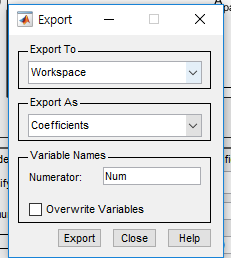 Export
Export To
Workspace
Export As
Coefficients
Variable Names
Numerator: Num
Overwrite Variables
Export Close Help